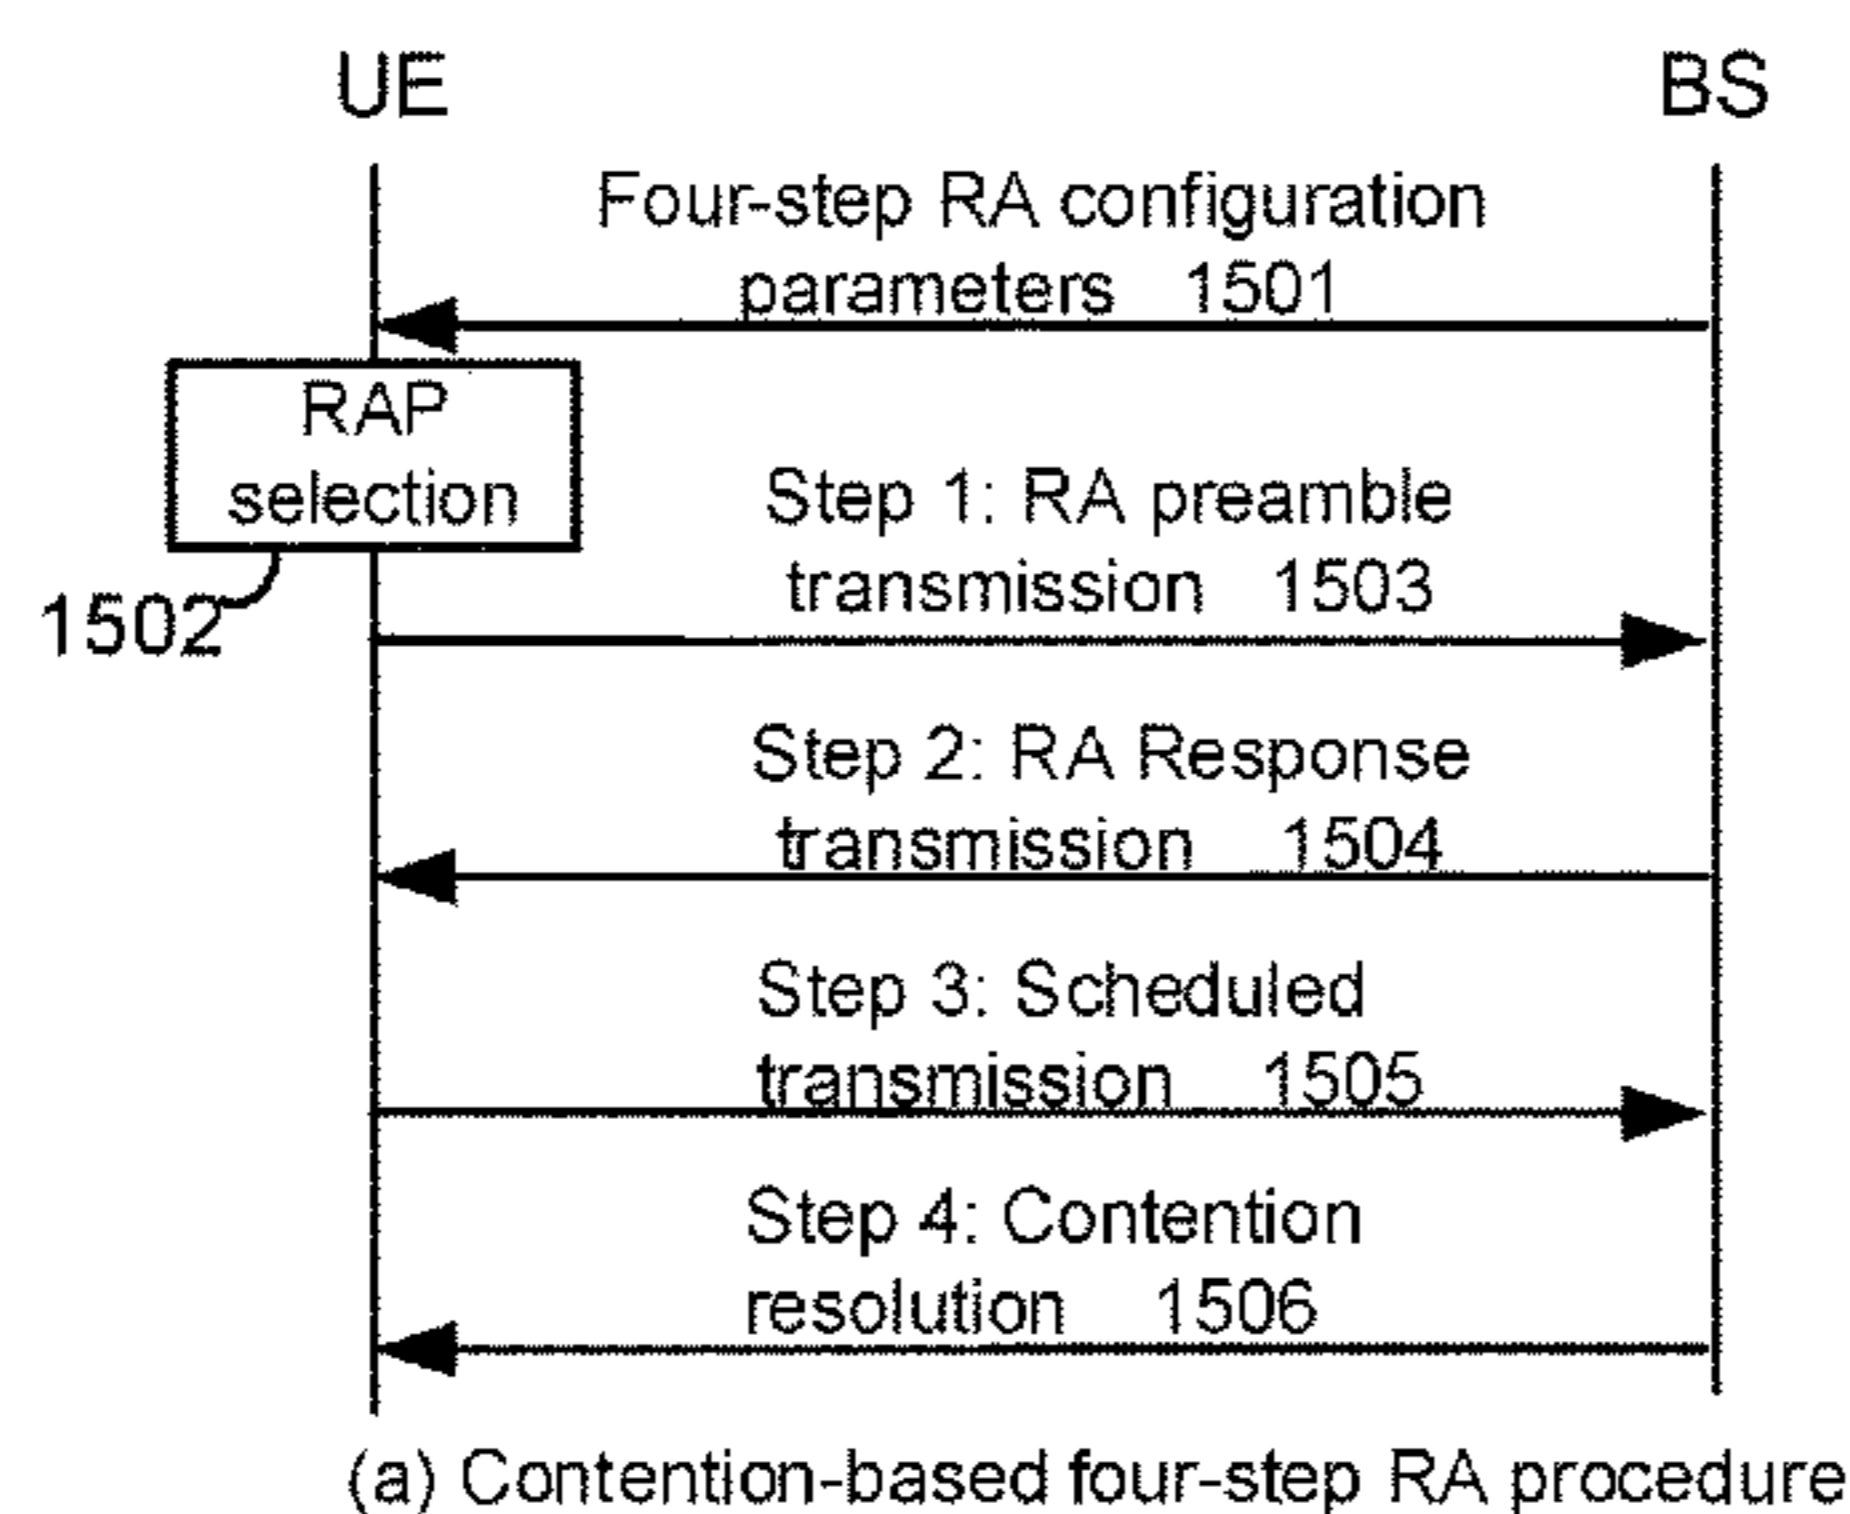 UE
BS
Four-step RA configuration
parameters 1501
RAP
selection
1502
Step 1: RA preamble
transmission 1503
Step 2: RA Response
transmission 1504
Step 3: Scheduled
transmission 1505
Step 4: Contention
resolution 1506
(a) Contention-based four-step RA procedure